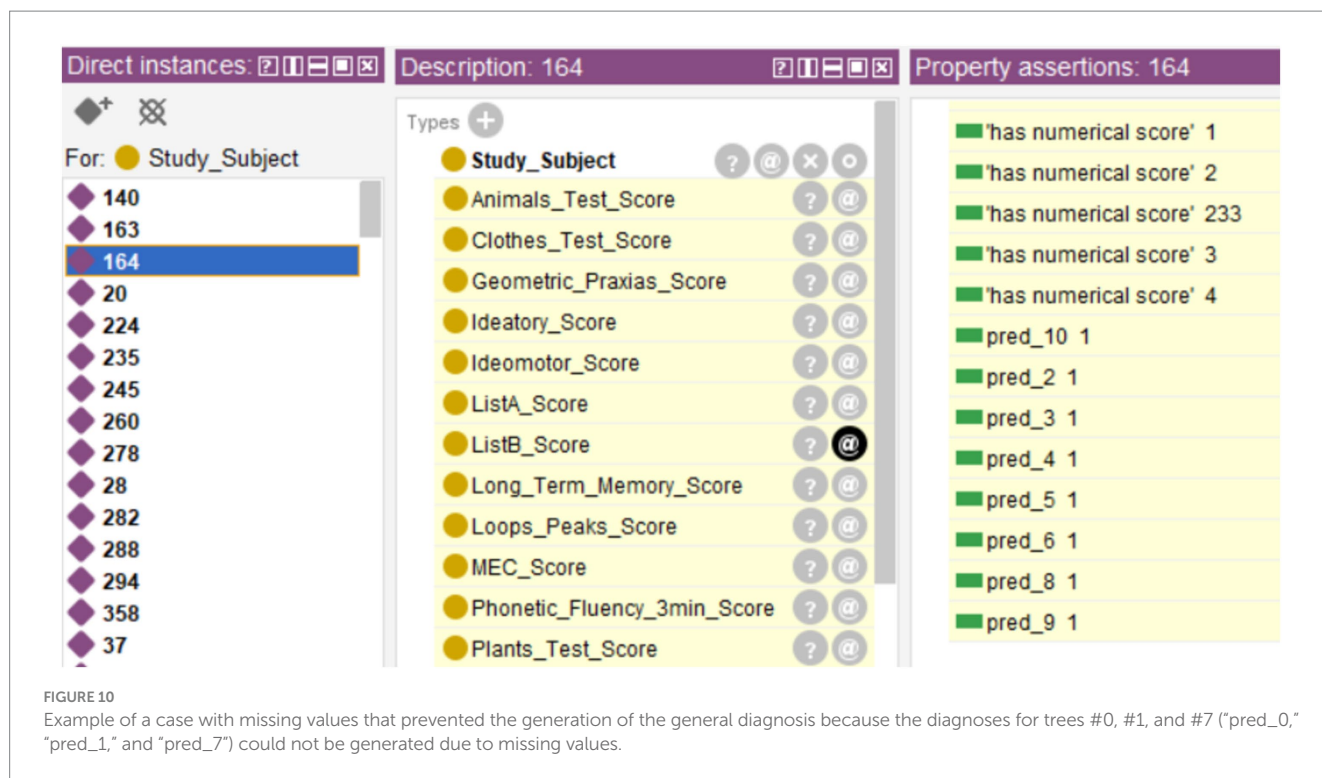 Direct instances:
For: Study_Subject
140
163
164
20
224
235
245
260
278
28
282
288
294
358
37
Description: 164
Types
Study_Subject
Animals_Test_Score
Clothes_Test_Score
Geometric_Praxias_Score
Ideatory_Score
Ideomotor_Score
ListA_Score
ListB_Score
Long_Term_Memory_Score
Loops_Peaks_Score
MEC_Score
Phonetic_Fluency_3min_Score
Plants_Test_Score
Property assertions: 164
'has numerical score' 1
'has numerical score' 2
'has numerical score' 233
'has numerical score' 3
'has numerical score' 4
pred_10 1
pred_2 1
pred_3 1
pred_4 1
pred_5 1
pred_6 1
pred_8 1
pred_9 1
FIGURE 10
Example of a case with missing values that prevented the generation of the general diagnosis because the diagnoses for trees #0, #1, and #7 (“pred_0,”
“pred_1,” and “pred_7”) could not be generated due to missing values.